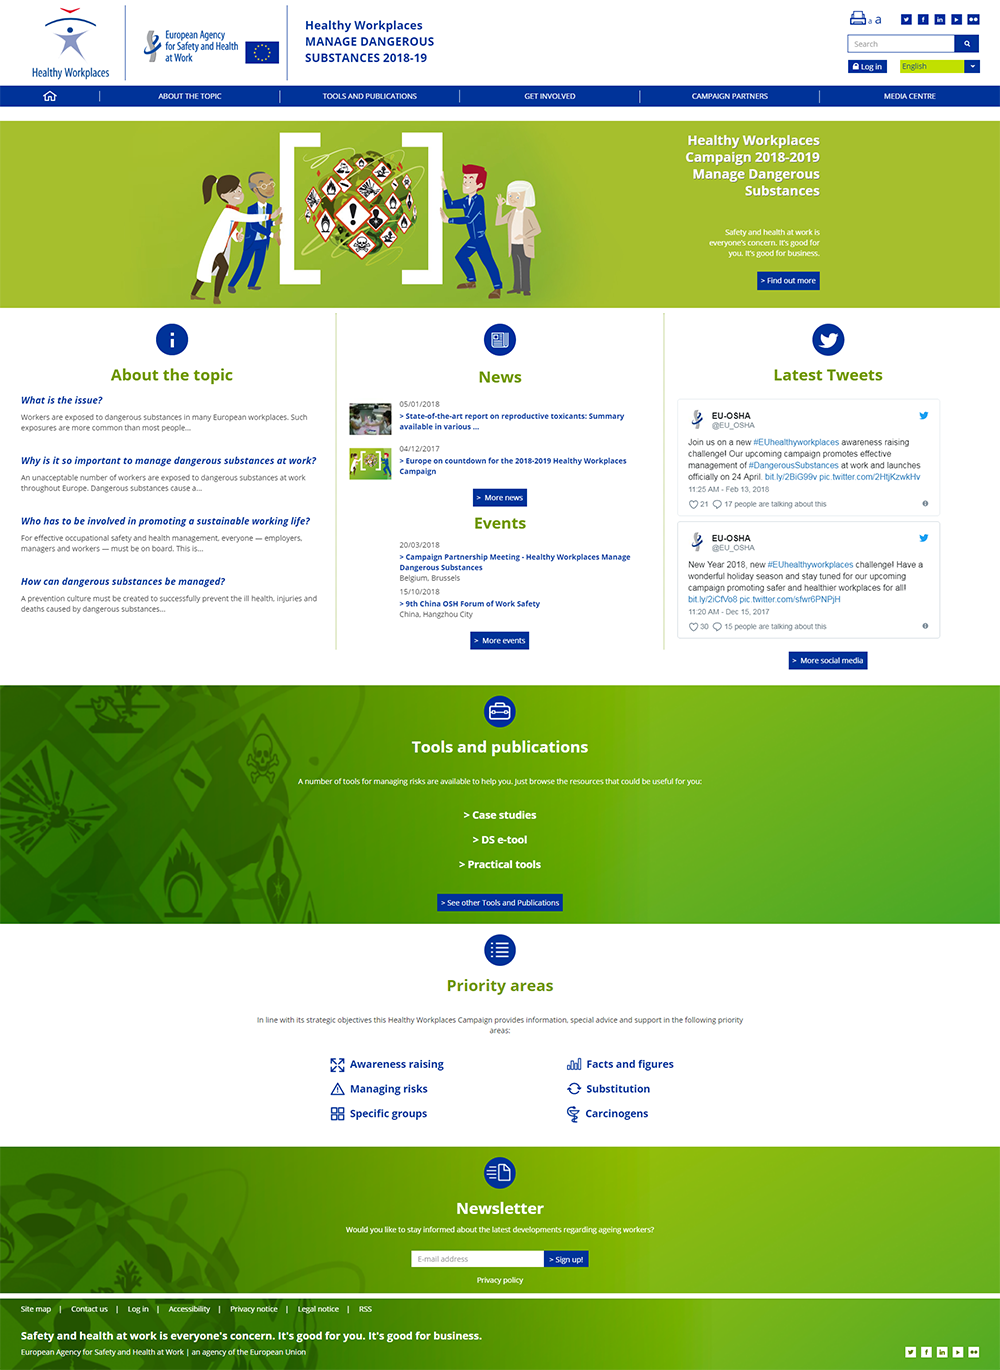 Healthy Workplaces
European Agency
for Safety and Health
at Work
Healthy Workplaces
MANAGE DANGEROUS
SUBSTANCES 2018-19
a a
Search
Log in
English
ABOUT THE TOPIC
TOOLS AND PUBLICATIONS
GET INVOLVED
CAMPAIGN PARTNERS
MEDIA CENTRE
Healthy Workplaces
Campaign 2018-2019
Manage Dangerous
Substances
Safety and health at work is
everyone's concern. It's good for
you. It's good for business.
> Find out more
About the topic
What is the issue?
Workers are exposed to dangerous substances in many European workplaces. Such
exposures are more common than most people...
Why is it so important to manage dangerous substances at work?
An unacceptable number of workers are exposed to dangerous substances at work
throughout Europe. Dangerous substances cause a...
Who has to be involved in promoting a sustainable working life?
For effective occupational safety and health management, everyone — employers,
managers and workers — must be on board. This is...
How can dangerous substances be managed?
A prevention culture must be created to successfully prevent the ill health, injuries and
deaths caused by dangerous substances...
News
05/01/2018
> State-of-the-art report on reproductive toxicants: Summary
available in various ...
04/12/2017
> Europe on countdown for the 2018-2019 Healthy Workplaces
Campaign
> More news
Events
20/03/2018
> Campaign Partnership Meeting - Healthy Workplaces Manage
Dangerous Substances
Belgium, Brussels
15/10/2018
> 9th China OSH Forum of Work Safety
China, Hangzhou City
> More events
Latest Tweets
EU-OSHA
@EU_OSHA
Join us on a new #EUhealthyworkplaces awareness raising
challenge! Our upcoming campaign promotes effective
management of #DangerousSubstances at work and launches
officially on 24 April. bit.ly/2BiG99v pic.twitter.com/2HtjKzwkHv
11:25 AM - Feb 13, 2018
21 17 people are talking about this
EU-OSHA
@EU_OSHA
New Year 2018, new #EUhealthyworkplaces challenge! Have a
wonderful holiday season and stay tuned for our upcoming
campaign promoting safer and healthier workplaces for all!
bit.ly/2iCfVo8 pic.twitter.com/sfwr6PNPjH
11:20 AM - Dec 15, 2017
30 15 people are talking about this
> More social media
Tools and publications
A number of tools for managing risks are available to help you. Just browse the resources that could be useful for you:
> Case studies
> DS e-tool
> Practical tools
> See other Tools and Publications
Priority areas
In line with its strategic objectives this Healthy Workplaces Campaign provides information, special advice and support in the following priority
areas:
Awareness raising
Facts and figures
Managing risks
Substitution
Specific groups
Carcinogens
Newsletter
Would you like to stay informed about the latest developments regarding ageing workers?
E-mail address
> Sign up!
Privacy policy
Site map | Contact us | Log in | Accessibility | Privacy notice | Legal notice | RSS
Safety and health at work is everyone's concern. It's good for you. It's good for business.
European Agency for Safety and Health at Work | an agency of the European Union